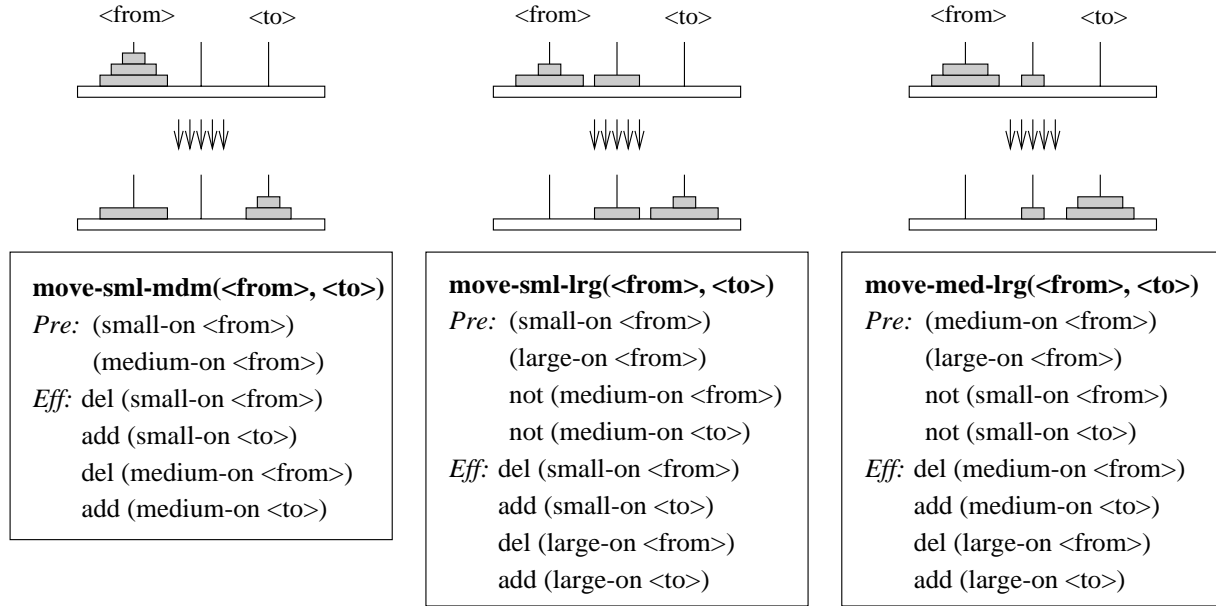 <from> <to>
<from> <to>
<from> <to>
move-sml-mdm(<from>, <to>)
Pre: (small-on <from>)
(medium-on <from>)
Eff: del (small-on <from>)
add (small-on <to>)
del (medium-on <from>)
add (medium-on <to>)
move-sml-lrg(<from>, <to>)
Pre: (small-on <from>)
(large-on <from>)
not (medium-on <from>)
not (medium-on <to>)
Eff: del (small-on <from>)
add (small-on <to>)
del (large-on <from>)
add (large-on <to>)
move-med-lrg(<from>, <to>)
Pre: (medium-on <from>)
(large-on <from>)
not (small-on <from>)
not (small-on <to>)
Eff: del (medium-on <from>)
add (medium-on <to>)
del (large-on <from>)
add (large-on <to>)